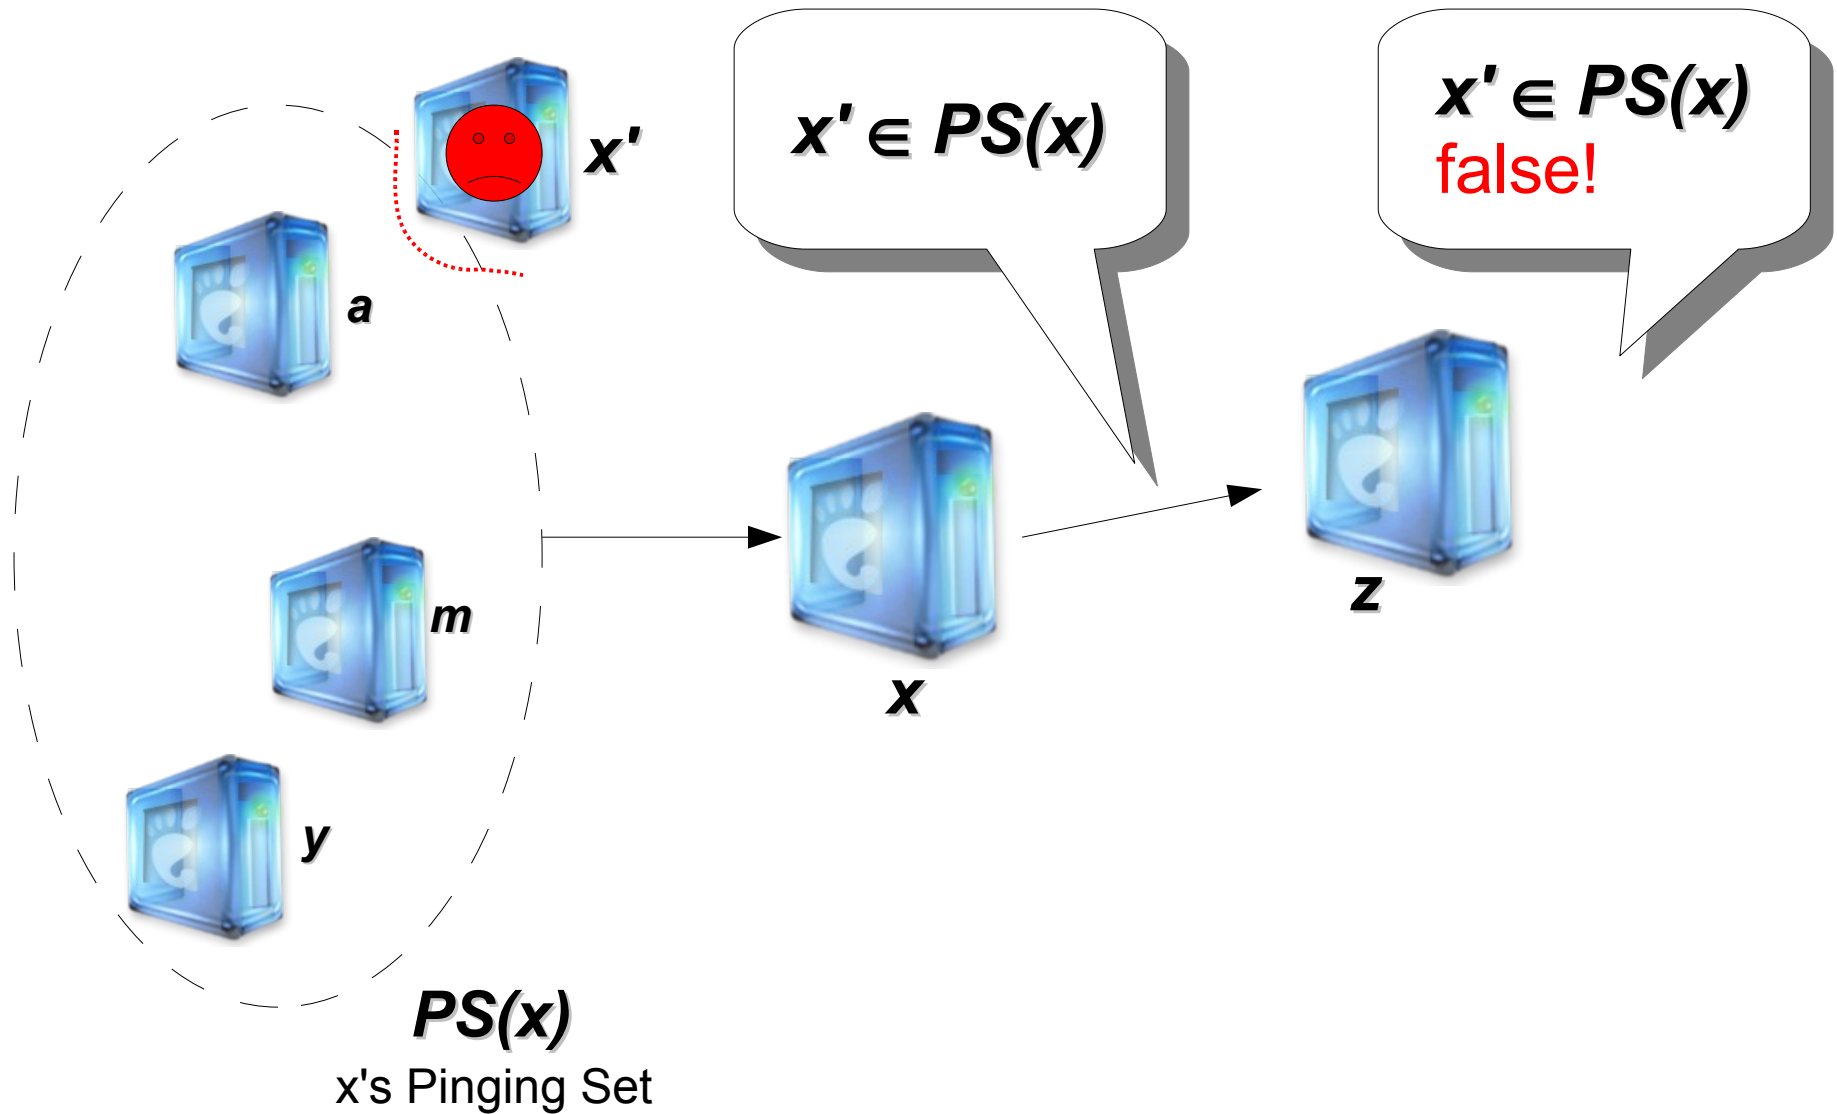 x' ∈ PS(x)
x' ∈ PS(x)
false!
x'
a
m
y
x
z
PS(x)
x's Pinging Set